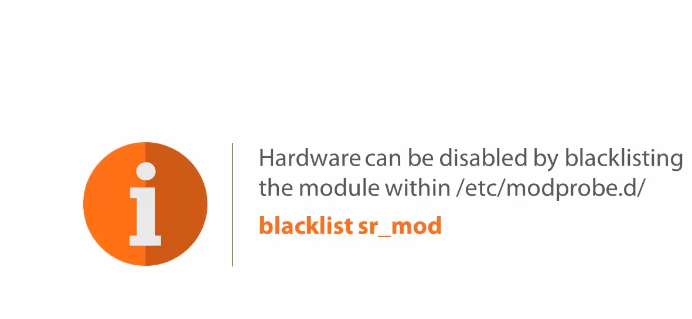 Hardware can be disabled by blacklisting
the module within /etc/modprobe.d/
blacklist sr_mod